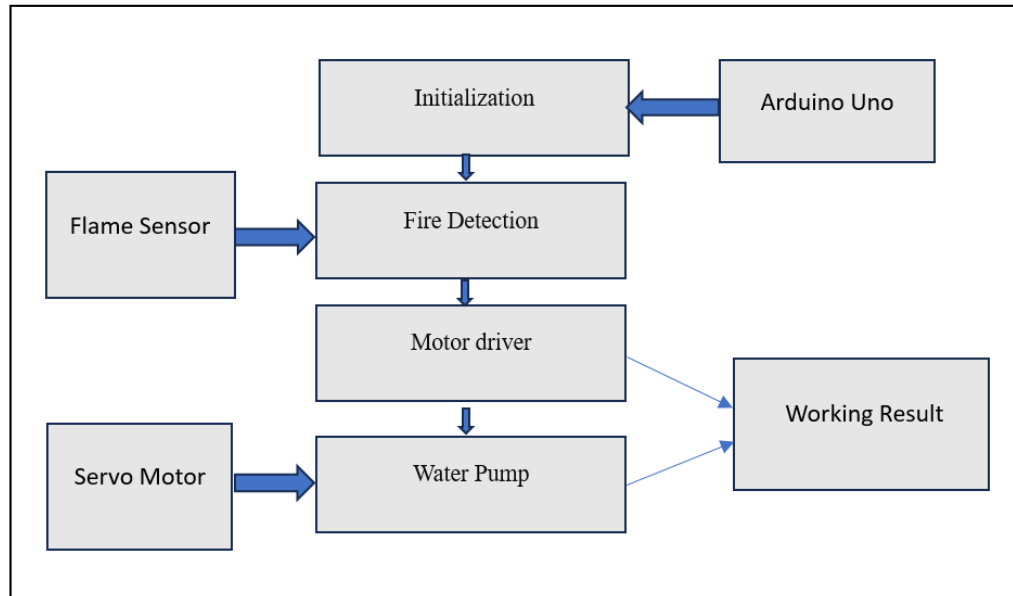 Initialization
Arduino Uno
Flame Sensor
Fire Detection
Motor driver
Working Result
Servo Motor
Water Pump